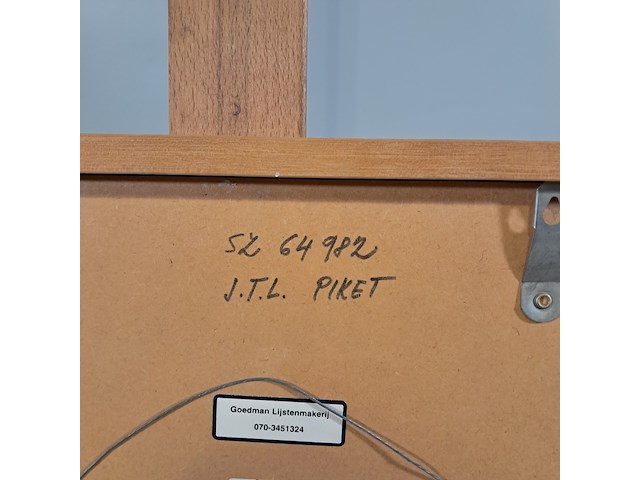 SZ 64982
J.T.L. PIKET
Goedman Lijstenmakerij
070-3451324